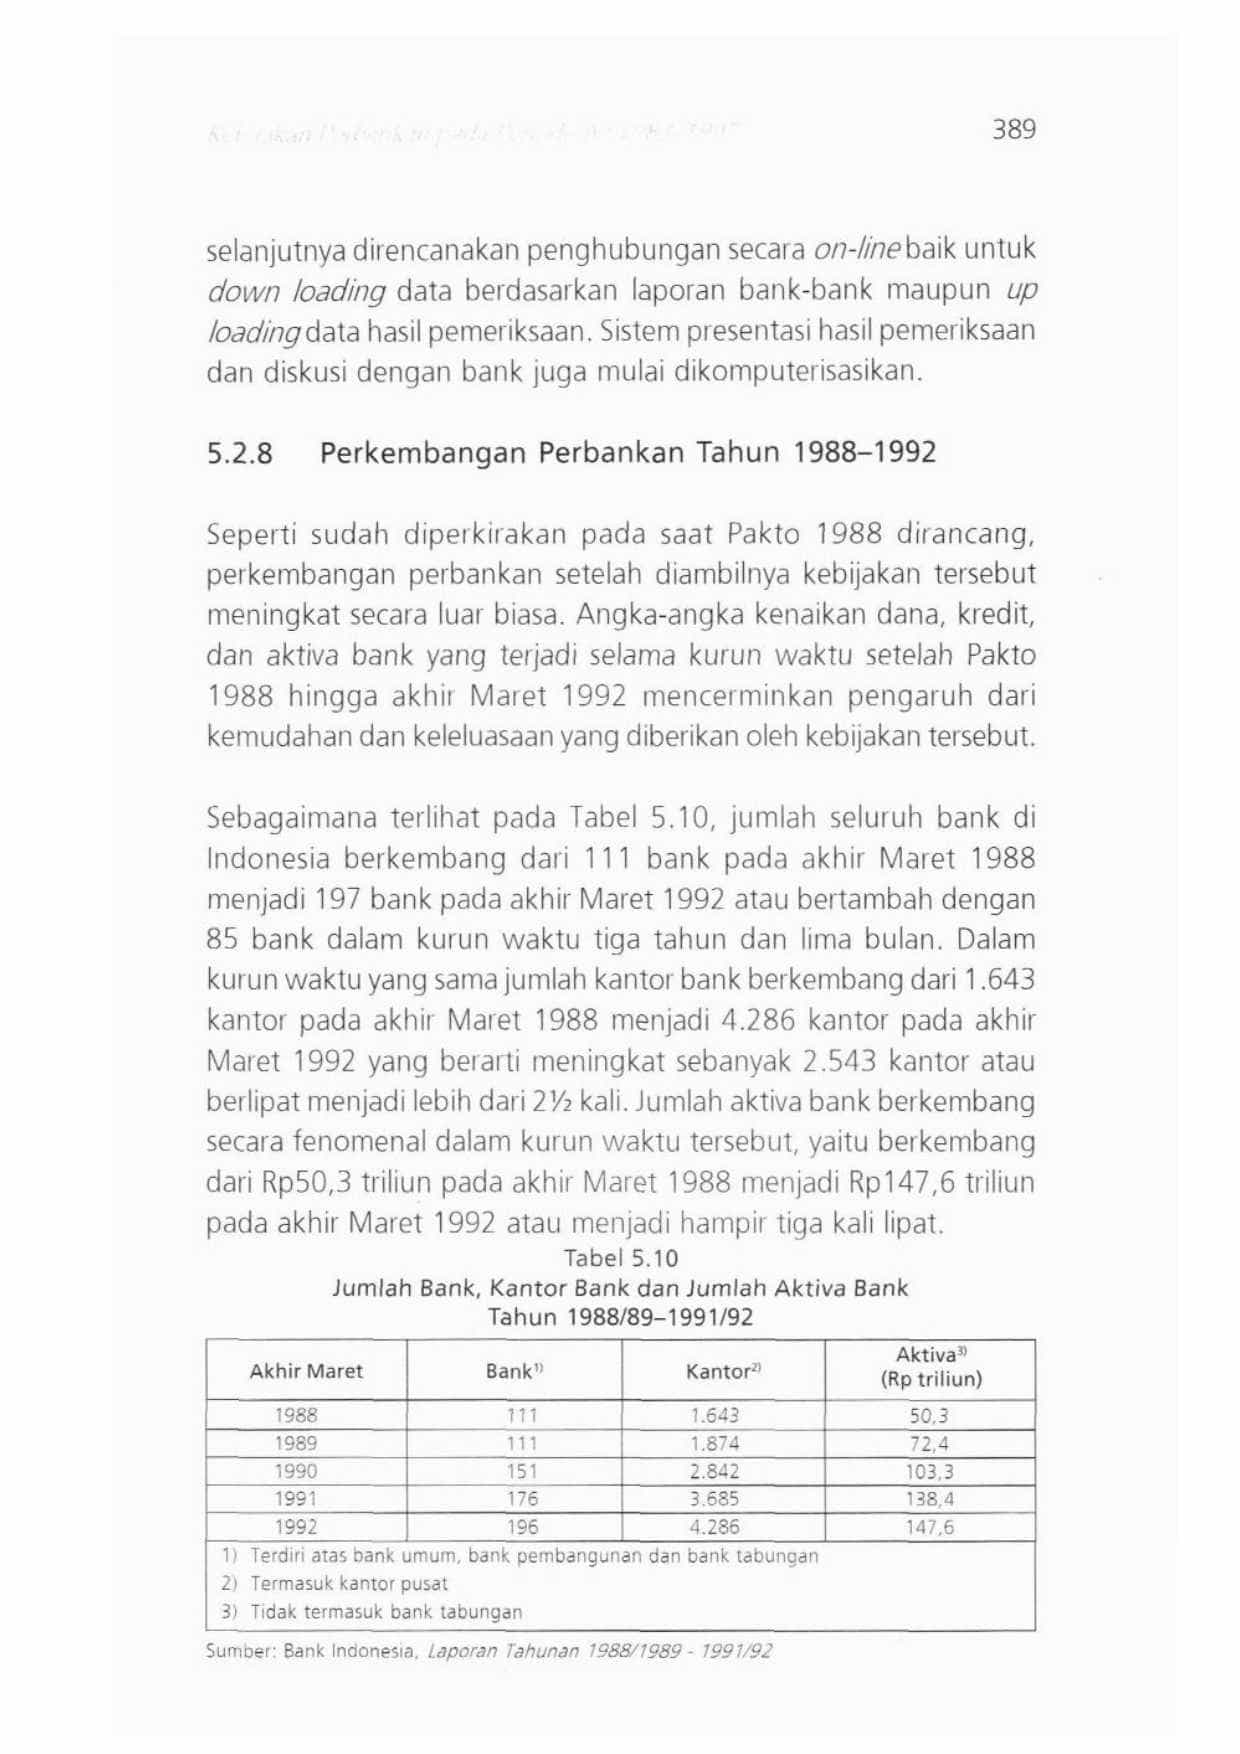 389
selanjutnya direncanakan penghubungan secara on-line baik untuk
down loading data berdasarkan laporan bank-bank maupun up
loading data hasil pemeriksaan. Sistem presentasi hasil pemeriksaan
dan diskusi dengan bank juga mulai dikomputerisasikan.
5.2.8 Perkembangan Perbankan Tahun 1988–1992
Seperti sudah diperkirakan pada saat Pakto 1988 dirancang,
perkembangan perbankan setelah diambilnya kebijakan tersebut
meningkat secara luar biasa. Angka-angka kenaikan dana, kredit,
dan aktiva bank yang terjadi selama kurun waktu setelah Pakto
1988 hingga akhir Maret 1992 mencerminkan pengaruh dari
kemudahan dan keleluasaan yang diberikan oleh kebijakan tersebut.
Sebagaimana terlihat pada Tabel 5.10, jumlah seluruh bank di
Indonesia berkembang dari 111 bank pada akhir Maret 1988
menjadi 197 bank pada akhir Maret 1992 atau bertambah dengan
85 bank dalam kurun waktu tiga tahun dan lima bulan. Dalam
kurun waktu yang sama jumlah kantor bank berkembang dari 1.643
kantor pada akhir Maret 1988 menjadi 4.286 kantor pada akhir
Maret 1992 yang berarti meningkat sebanyak 2.543 kantor atau
berlipat menjadi lebih dari 2½ kali. Jumlah aktiva bank berkembang
secara fenomenal dalam kurun waktu tersebut, yaitu berkembang
dari Rp50,3 triliun pada akhir Maret 1988 menjadi Rp147,6 triliun
pada akhir Maret 1992 atau menjadi hampir tiga kali lipat.
Tabel 5.10
Jumlah Bank, Kantor Bank dan Jumlah Aktiva Bank
Tahun 1988/89–1991/92
Akhir Maret Bank1) Kantor2) Aktiva3) (Rp triliun)
1988 111 1.643 50,3
1989 111 1.874 72,4
1990 151 2.842 103,3
1991 176 3.685 138,4
1992 196 4.286 147,6
1) Terdiri atas bank umum, bank pembangunan dan bank tabungan
2) Termasuk kantor pusat
3) Tidak termasuk bank tabungan
Sumber: Bank Indonesia, Laporan Tahunan 1988/1989 - 1991/92